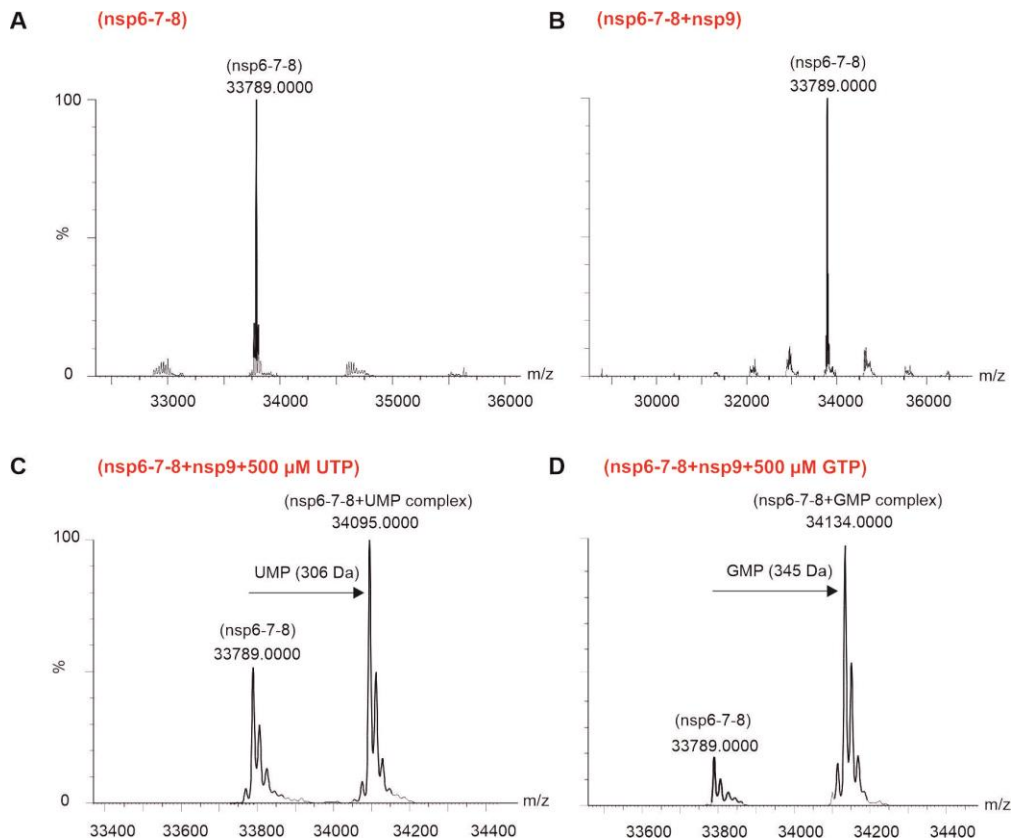 A (nsp6-7-8)
(nsp6-7-8)
33789.0000
100
%
0
33000 34000 35000 36000 m/z
B (nsp6-7-8+nsp9)
(nsp6-7-8)
33789.0000
30000 32000 34000 36000 m/z
C (nsp6-7-8+nsp9+500 µM UTP)
(nsp6-7-8+UMP complex)
34095.0000
100
UMP (306 Da)
(nsp6-7-8)
33789.0000
%
0
33400 33600 33800 34000 34200 34400 m/z
D (nsp6-7-8+nsp9+500 µM GTP)
(nsp6-7-8+GMP complex)
34134.0000
GMP (345 Da)
(nsp6-7-8)
33789.0000
33600 33800 34000 34200 34400 m/z